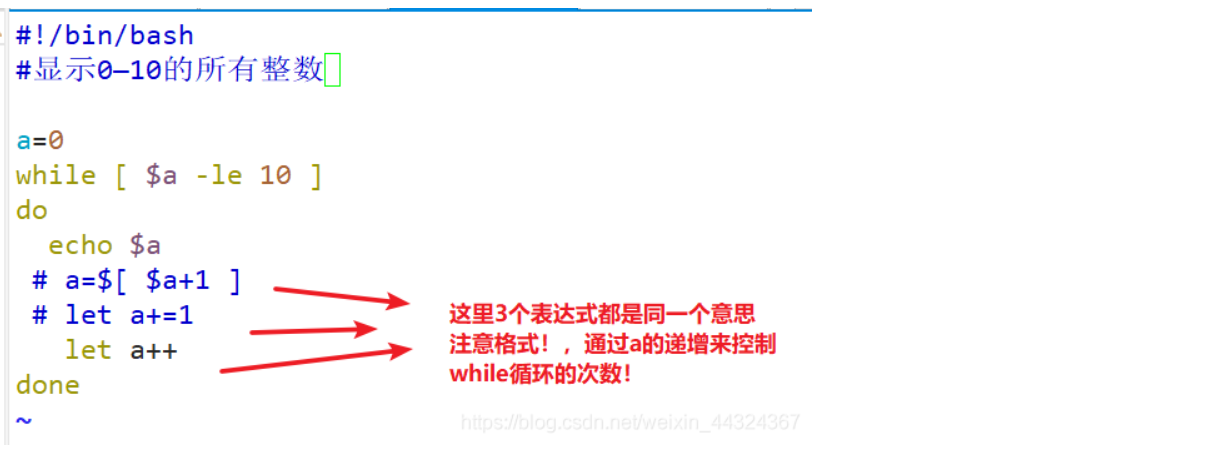 #!/bin/bash
#显示0—10的所有整数
a=0
while [ $a -le 10 ]
do
echo $a
# a=$[ $a+1 ]
# let a+=1
let a++
done
~
这里3个表达式都是同一个意思
注意格式！，通过a的递增来控制
while循环的次数！
https://blog.csdn.net/weixin_44324367